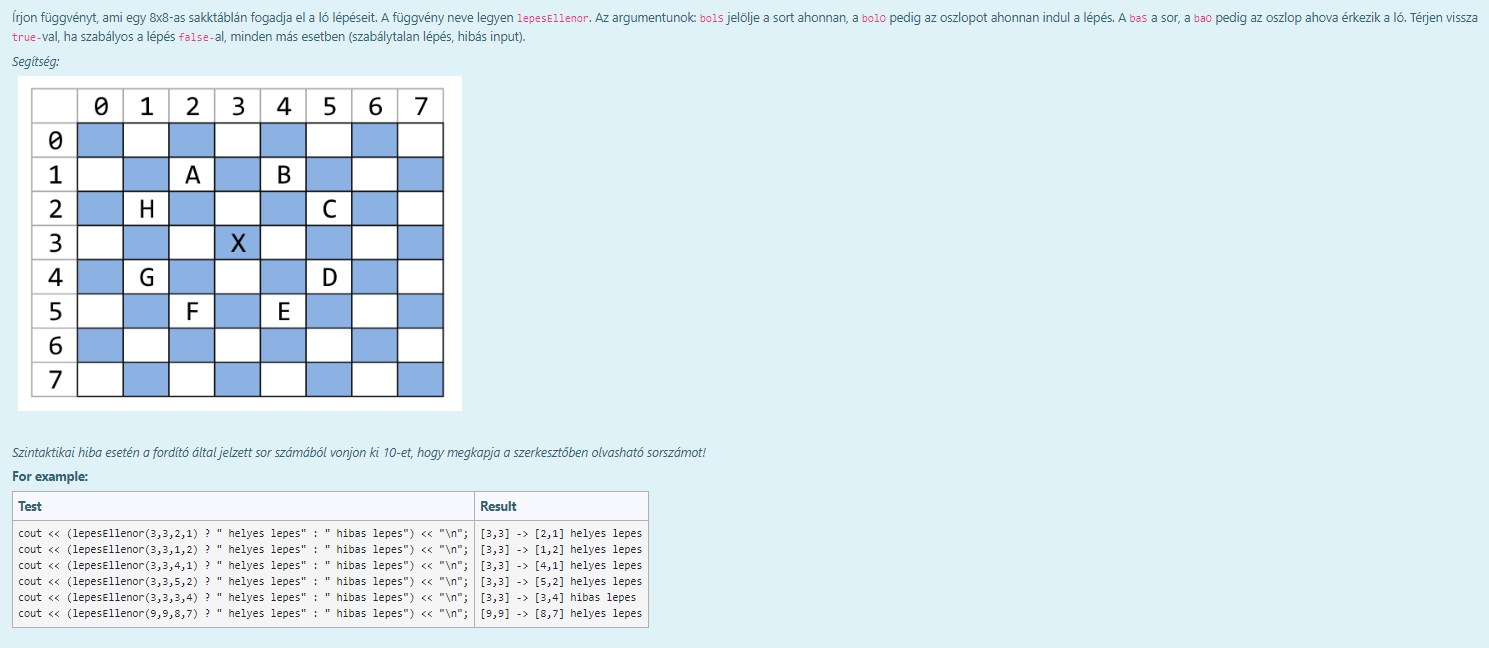 Írjon függvényt, ami egy 8x8-as sakktáblán fogadja el a ló lépéseit. A függvény neve legyen lepesEllenor. Az argumentunok: bols jelölje a sort ahonnan, a bolo pedig az oszlopot ahonnan indul a lépés. A bas a sor, a bao pedig az oszlop ahova érkezik a ló. Térjen vissza
true-val, ha szabályos a lépés false-al, minden más esetben (szabálytalan lépés, hibás input).
Segítség:
0 1 2 3 4 5 6 7
0
1 A B
2 H C
3 X
4 G D
5 F E
6
7
Szintaktikai hiba esetén a fordító által jelzett sor számából vonjon ki 10-et, hogy megkapja a szerkesztőben olvasható sorszámot!
For example:
Test Result
cout << (lepesEllenor(3,3,2,1) ? " helyes lepes" : " hibas lepes") << "\n"; [3,3] -> [2,1] helyes lepes
cout << (lepesEllenor(3,3,1,2) ? " helyes lepes" : " hibas lepes") << "\n"; [3,3] -> [1,2] helyes lepes
cout << (lepesEllenor(3,3,4,1) ? " helyes lepes" : " hibas lepes") << "\n"; [3,3] -> [4,1] helyes lepes
cout << (lepesEllenor(3,3,5,2) ? " helyes lepes" : " hibas lepes") << "\n"; [3,3] -> [5,2] helyes lepes
cout << (lepesEllenor(3,3,3,4) ? " helyes lepes" : " hibas lepes") << "\n"; [3,3] -> [3,4] hibas lepes
cout << (lepesEllenor(9,9,8,7) ? " helyes lepes" : " hibas lepes") << "\n"; [9,9] -> [8,7] helyes lepes